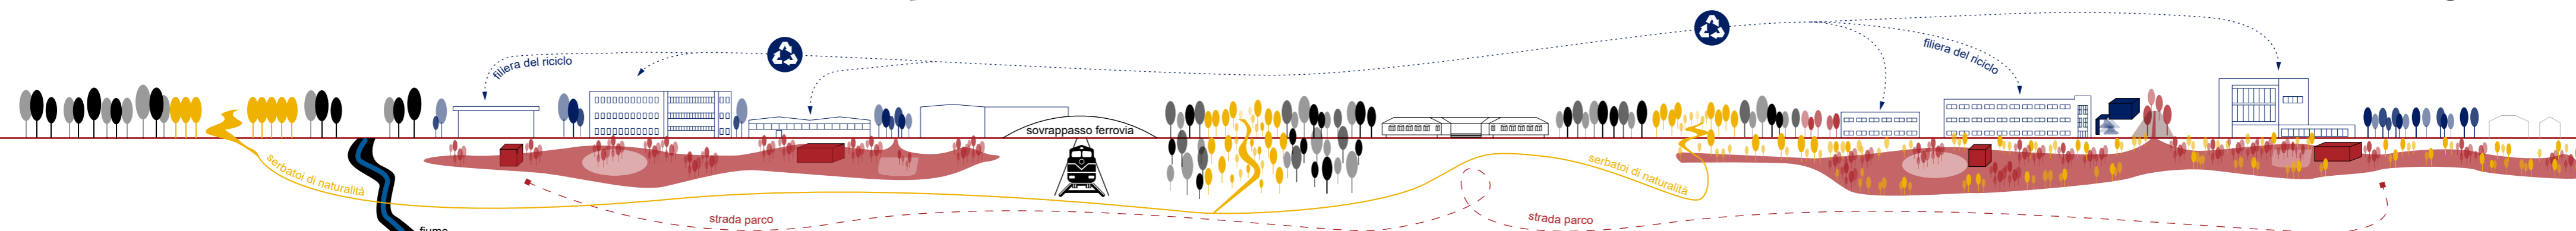 filiera del riciclo
filiera del riciclo
sovrappasso ferrovia
serbatoi di naturalità
serbatoi di naturalità
strada parco
strada parco
fiume